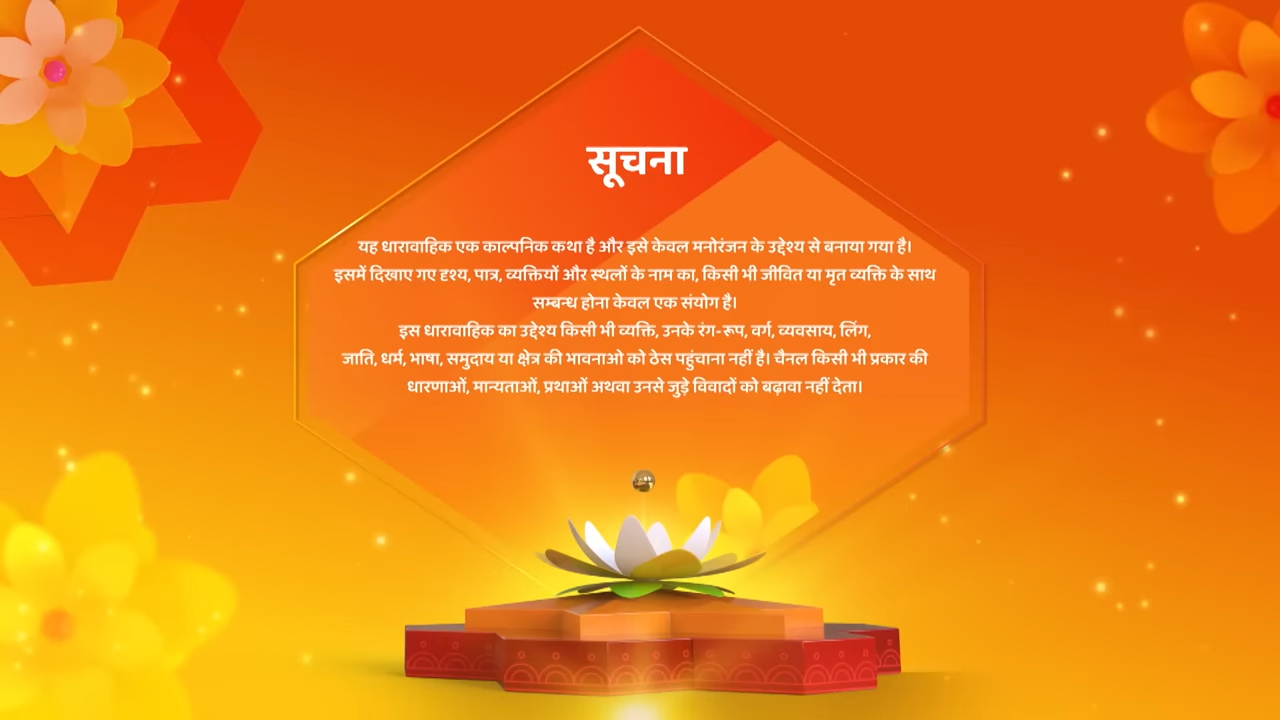 सूचना
यह धारावाहिक एक काल्पनिक कथा है और इसे केवल मनोरंजन के उद्देश्य से बनाया गया है।
इसमें दिखाए गए दृश्य, पात्र, व्यक्तियों और स्थलों के नाम का, किसी भी जीवित या मृत व्यक्ति के साथ
सम्बन्ध होना केवल एक संयोग है।
इस धारावाहिक का उद्देश्य किसी भी व्यक्ति, उनके रंग-रूप, वर्ग, व्यवसाय, लिंग,
जाति, धर्म, भाषा, समुदाय या क्षेत्र की भावनाओ को ठेस पहुंचाना नहीं है। चैनल किसी भी प्रकार की
धारणाओं, मान्यताओं, प्रथाओं अथवा उनसे जुड़े विवादों को बढ़ावा नहीं देता।